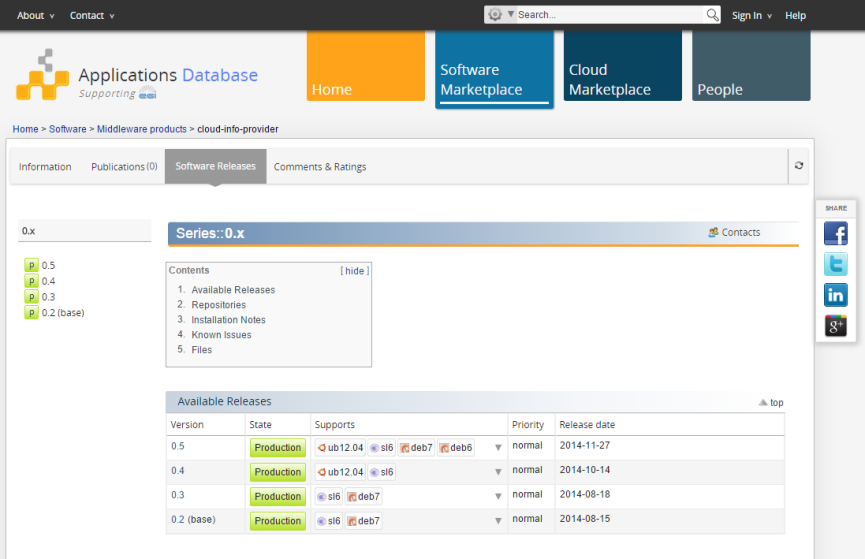 About v Contact v Search... Sign In v Help
Applications Database
Supporting
Home
Software Marketplace
Cloud Marketplace
People
Home > Software > Middleware products > cloud-info-provider
Information Publications (0) Software Releases Comments & Ratings
SHARE
0.x
Series::0.x Contacts
p 0.5
p 0.4
p 0.3
p 0.2 (base)
Contents [ hide ]
1. Available Releases
2. Repositories
3. Installation Notes
4. Known Issues
5. Files
f
t
in
g+
Available Releases top
Version State Supports Priority Release date
0.5 Production ub12.04 sl6 deb7 deb6 normal 2014-11-27
0.4 Production ub12.04 sl6 normal 2014-10-14
0.3 Production sl6 deb7 normal 2014-08-18
0.2 (base) Production sl6 deb7 normal 2014-08-15